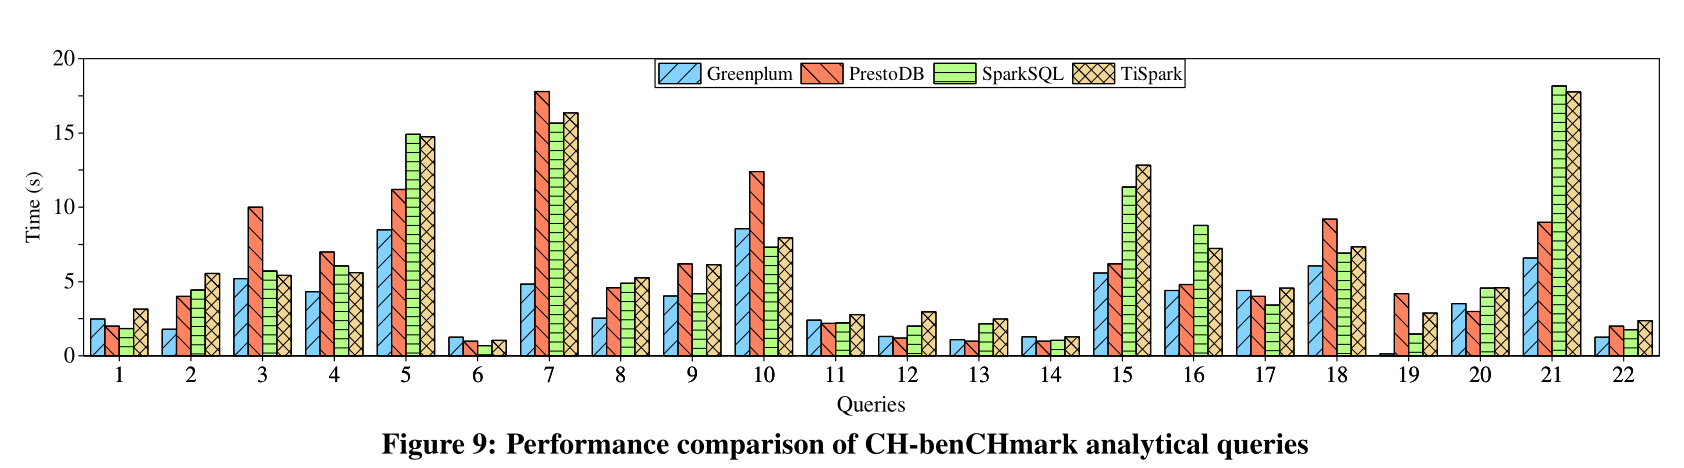 20
15
10
5
0
Time (s)
Greenplum PrestoDB SparkSQL TiSpark
1 2 3 4 5 6 7 8 9 10 11 12 13 14 15 16 17 18 19 20 21 22
Queries
Figure 9: Performance comparison of CH-benCHmark analytical queries